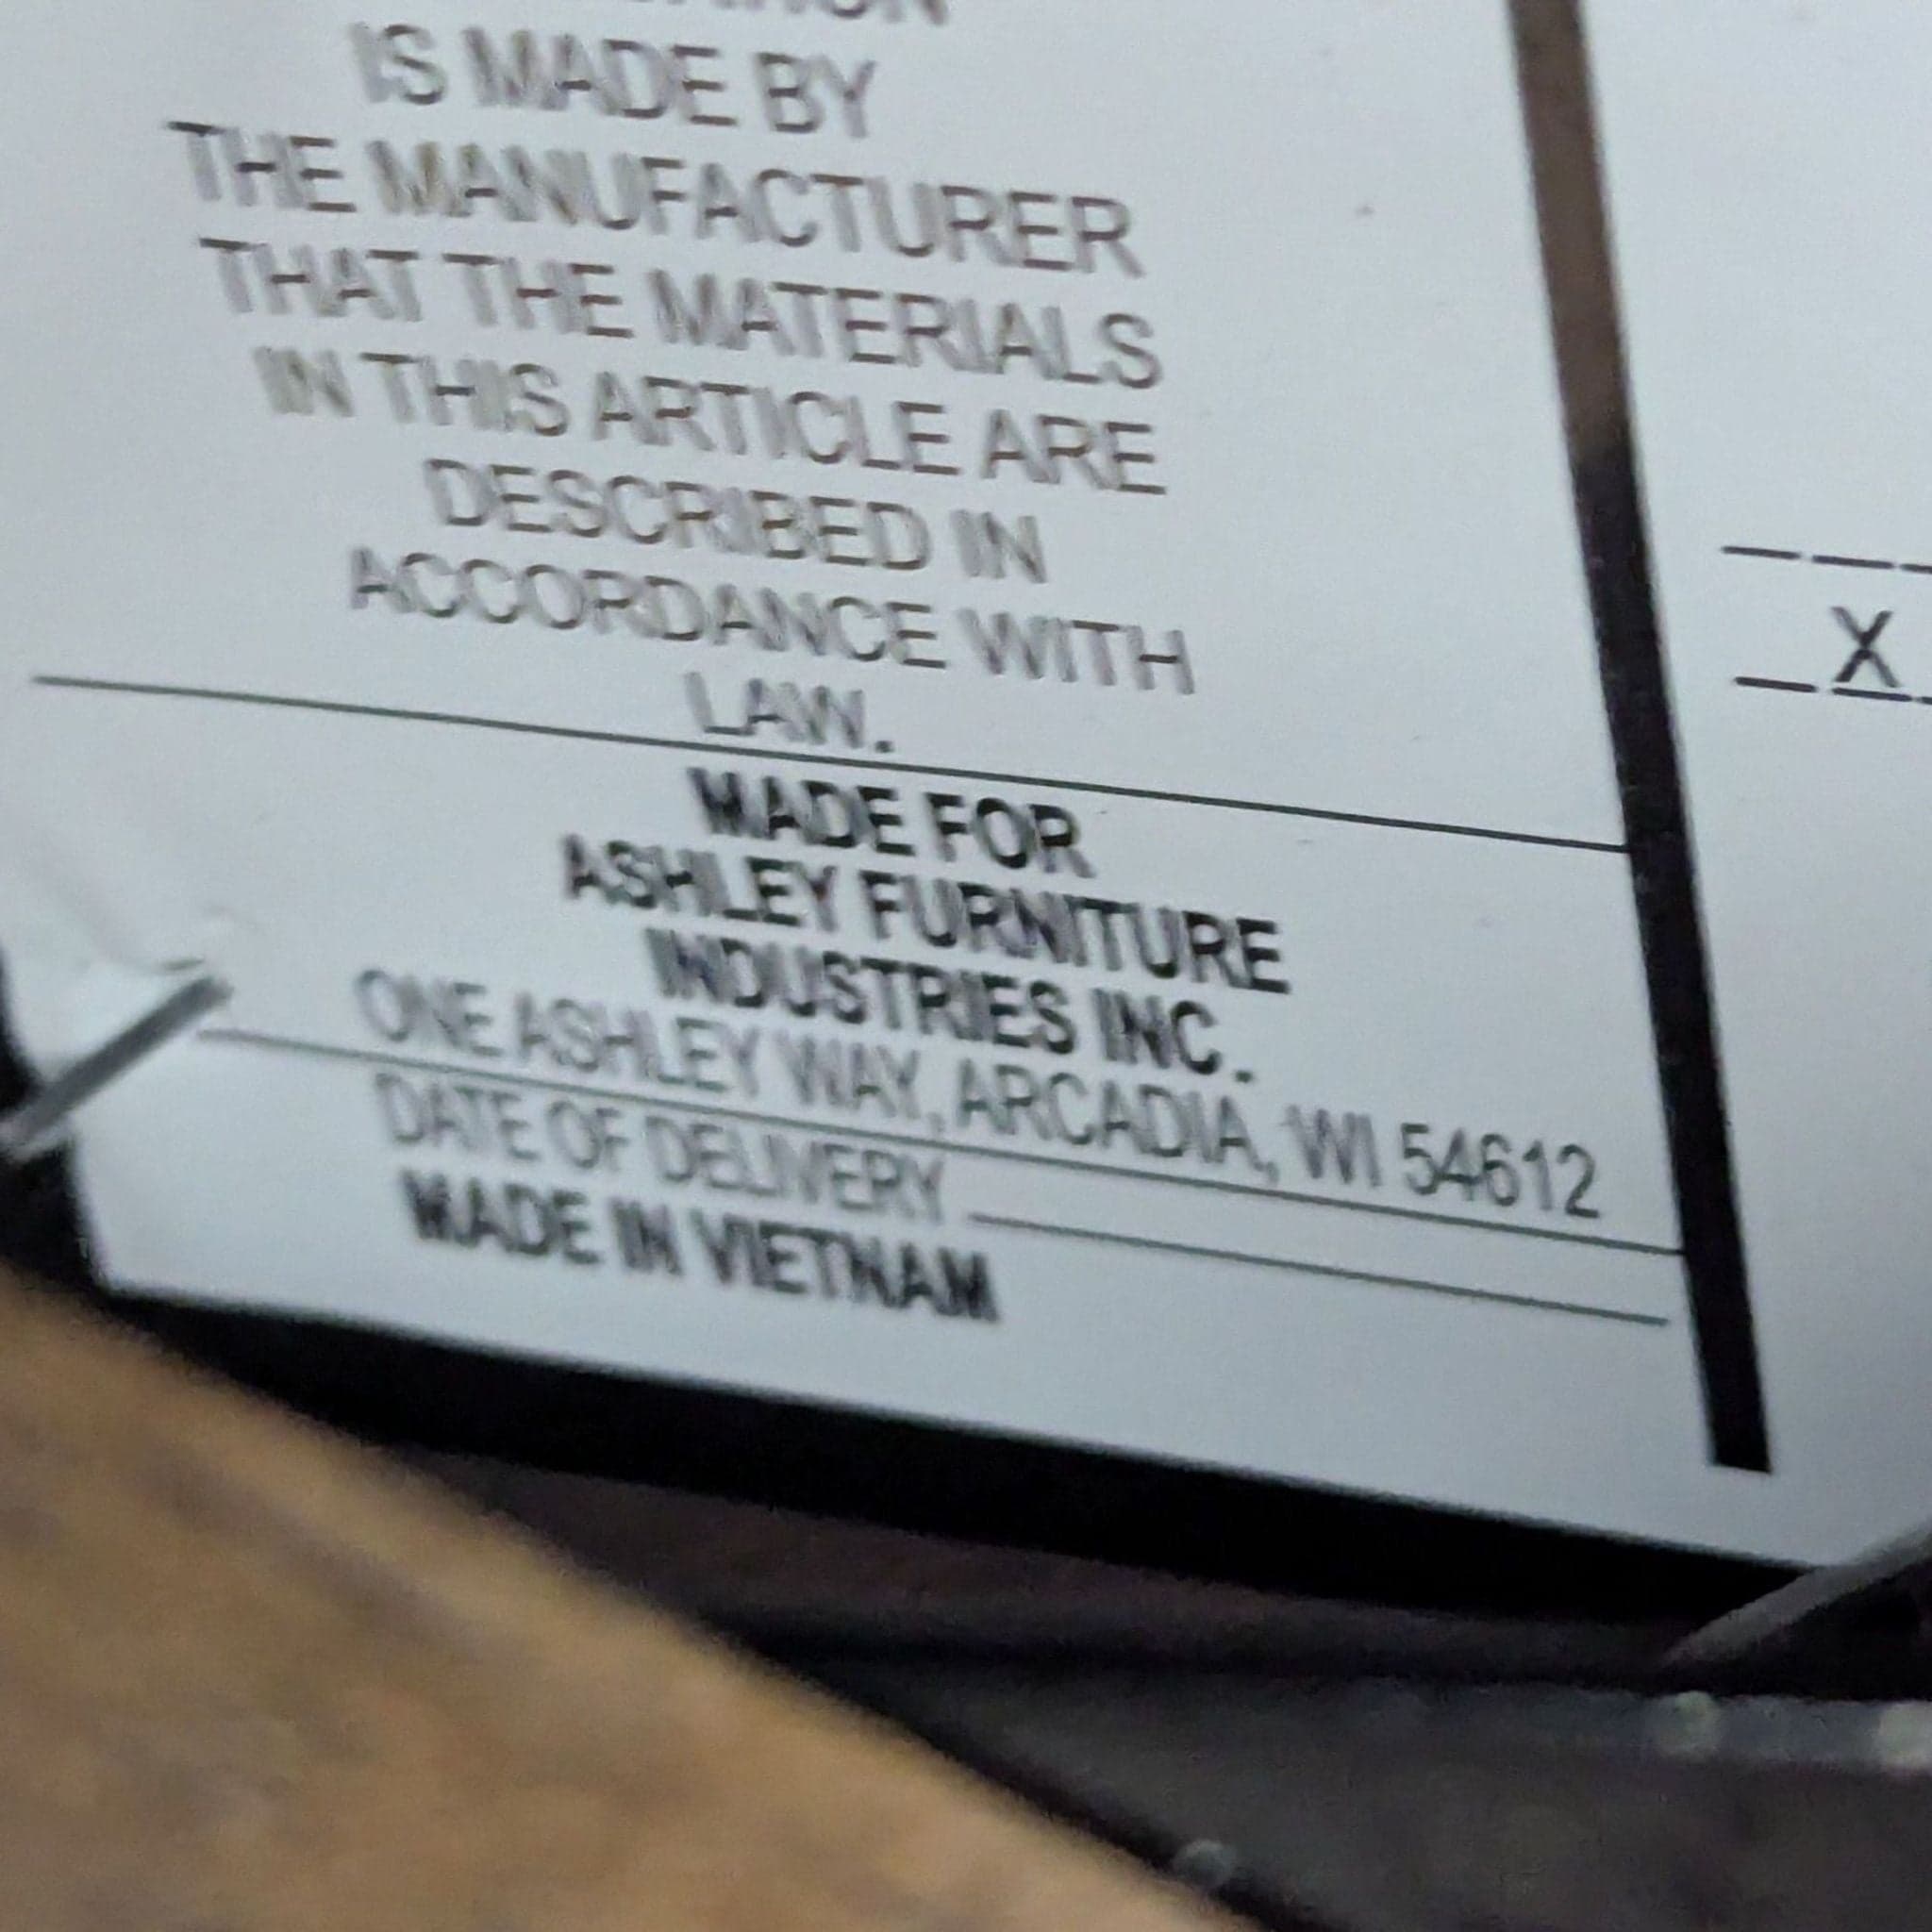 IS MADE BY
THE MANUFACTURER
THAT THE MATERIALS
IN THIS ARTICLE ARE
DESCRIBED IN
ACCORDANCE WITH
LAW.
MADE FOR
ASHLEY FURNITURE
INDUSTRIES INC.
ONE ASHLEY WAY, ARCADIA, WI 54612
DATE OF DELIVERY
MADE IN VIETNAM
X